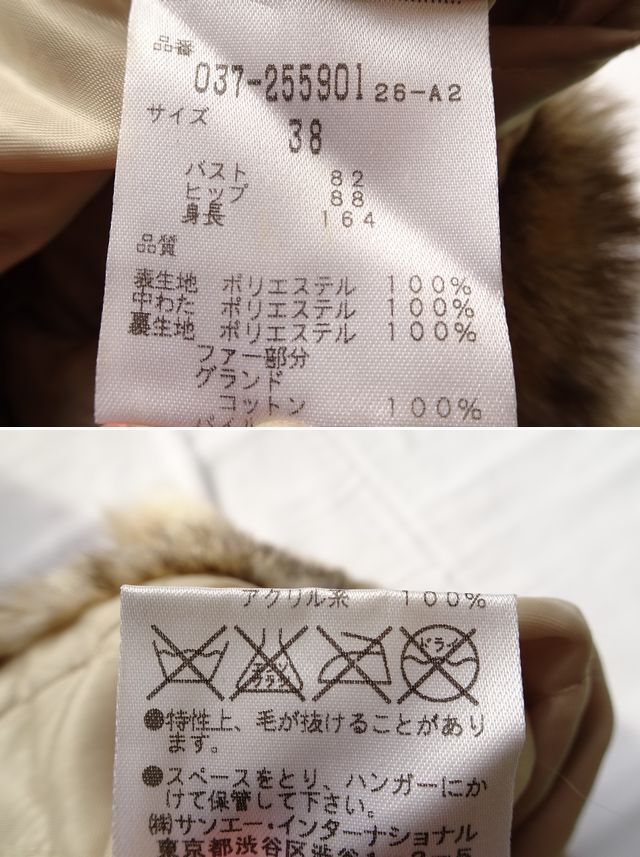 品番
037-255901 26-A2
サイズ
38
バスト 82
ヒップ 88
身長 164
品質
表生地 ポリエステル 100%
中わた ポリエステル 100%
裏生地 ポリエステル 100%
ファー部分
グランド
コットン 100%
アクリル糸 100%
ドライ
●特性上、毛が抜けることがあり
ます。
●スペースをとり、ハンガーにか
けて保管して下さい。
㈱サンエー・インターナショナル
東京都渋谷区渋谷